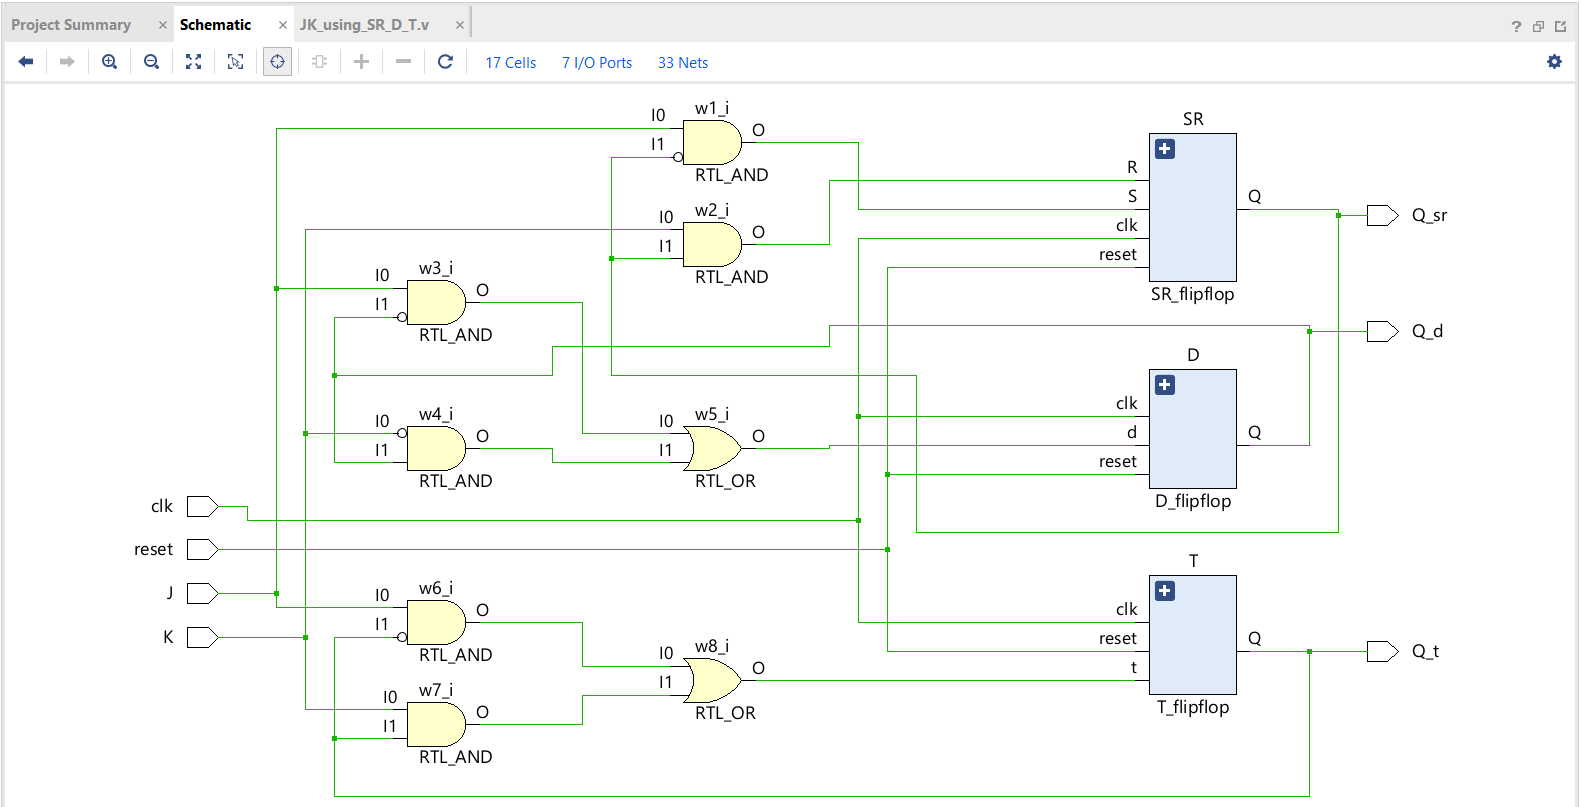 Project Summary × Schematic × JK_using_SR_D_T.v × ?
17 Cells 7 I/O Ports 33 Nets
w1_i
I0 O
I1
RTL_AND
w2_i
I0 O
I1
RTL_AND
w3_i
I0 O
I1
RTL_AND
w4_i
I0 O
I1
RTL_AND
w5_i
I0 O
I1
RTL_OR
SR
R
S Q
clk
reset
SR_flipflop
Q_sr
Q_d
D
clk
d Q
reset
D_flipflop
clk
reset
J
K
w6_i
I0 O
I1
RTL_AND
w7_i
I0 O
I1
RTL_AND
w8_i
I0 O
I1
RTL_OR
T
clk
reset Q
t
T_flipflop
Q_t